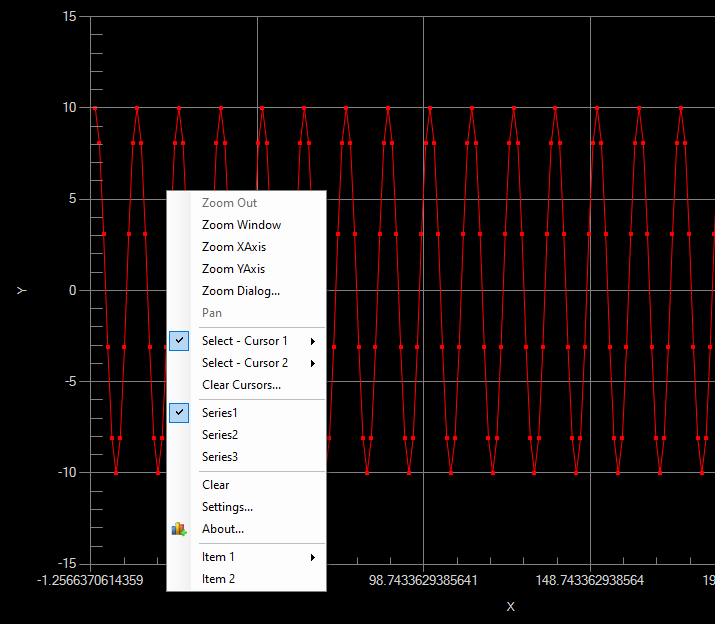 15
10
5
0
-5
-10
-15
Y
Zoom Out
Zoom Window
Zoom XAxis
Zoom YAxis
Zoom Dialog...
Pan
Select - Cursor 1
Select - Cursor 2
Clear Cursors...
Series1
Series2
Series3
Clear
Settings...
About...
Item 1
Item 2
-1.2566370614359 98.7433629385641 148.743362938564 19
X